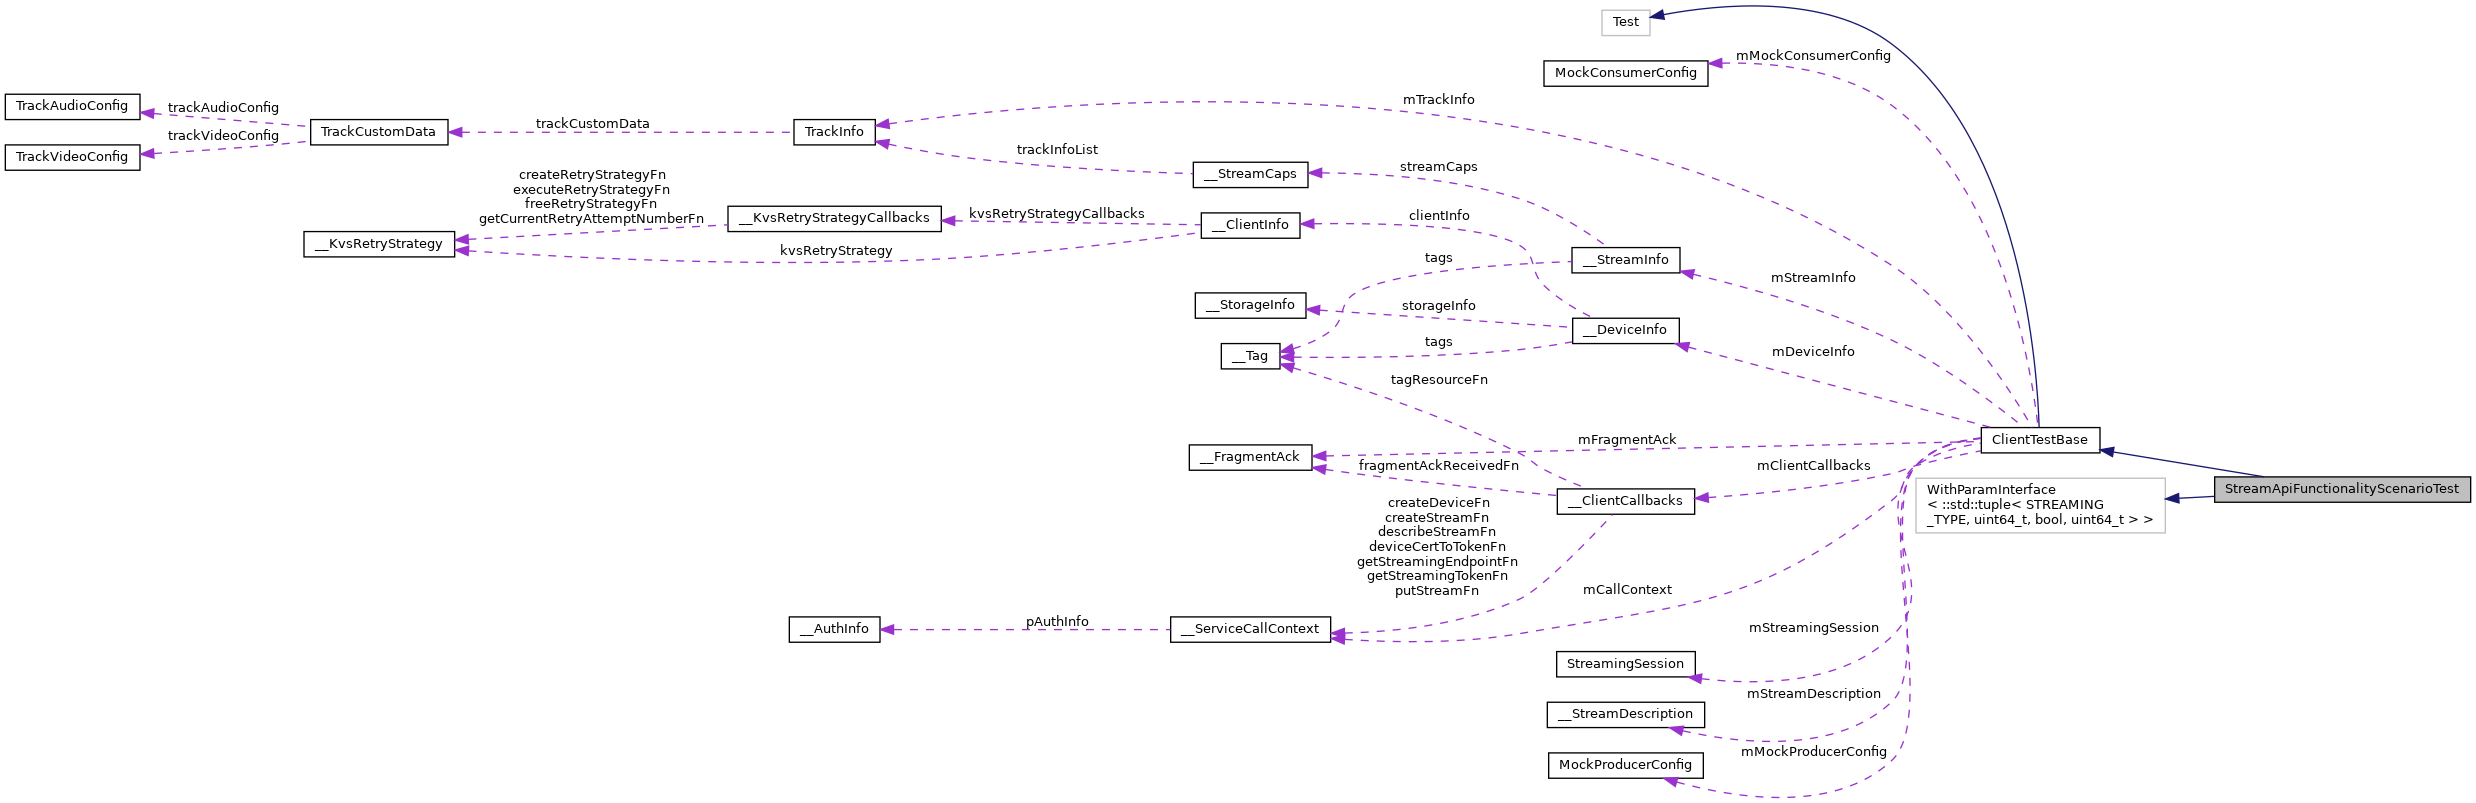 Test
mMockConsumerConfig
MockConsumerConfig
TrackAudioConfig
trackAudioConfig
trackVideoConfig
TrackVideoConfig
TrackCustomData
trackCustomData
TrackInfo
mTrackInfo
trackInfoList
__StreamCaps
streamCaps
createRetryStrategyFn
executeRetryStrategyFn
freeRetryStrategyFn
getCurrentRetryAttemptNumberFn
__KvsRetryStrategy
__KvsRetryStrategyCallbacks
kvsRetryStrategyCallbacks
kvsRetryStrategy
__ClientInfo
clientInfo
__StreamInfo
mStreamInfo
tags
__StorageInfo
storageInfo
__DeviceInfo
mDeviceInfo
__Tag
tags
tagResourceFn
mFragmentAck
__FragmentAck
fragmentAckReceivedFn
mClientCallbacks
__ClientCallbacks
ClientTestBase
StreamApiFunctionalityScenarioTest
WithParamInterface
< ::std::tuple< STREAMING
_TYPE, uint64_t, bool, uint64_t > >
createDeviceFn
createStreamFn
describeStreamFn
deviceCertToTokenFn
getStreamingEndpointFn
getStreamingTokenFn
putStreamFn
mCallContext
__AuthInfo
pAuthInfo
__ServiceCallContext
mStreamingSession
StreamingSession
mStreamDescription
__StreamDescription
mMockProducerConfig
MockProducerConfig